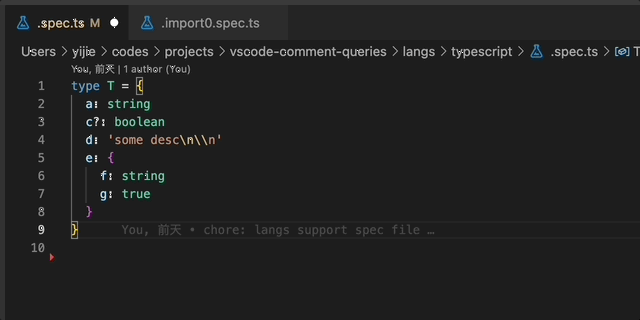 .spec.ts M
.import0.spec.ts
Users > yijie > codes > projects > vscode-comment-queries > langs > typescript > .spec.ts > T
You, 前天 | 1 author (You)
1 type T = {
2 a: string
3 c?: boolean
4 d: 'some desc\n\\n'
5 e: {
6 f: string
7 g: true
8 }
9 } You, 前天 • chore: langs support spec file …
10